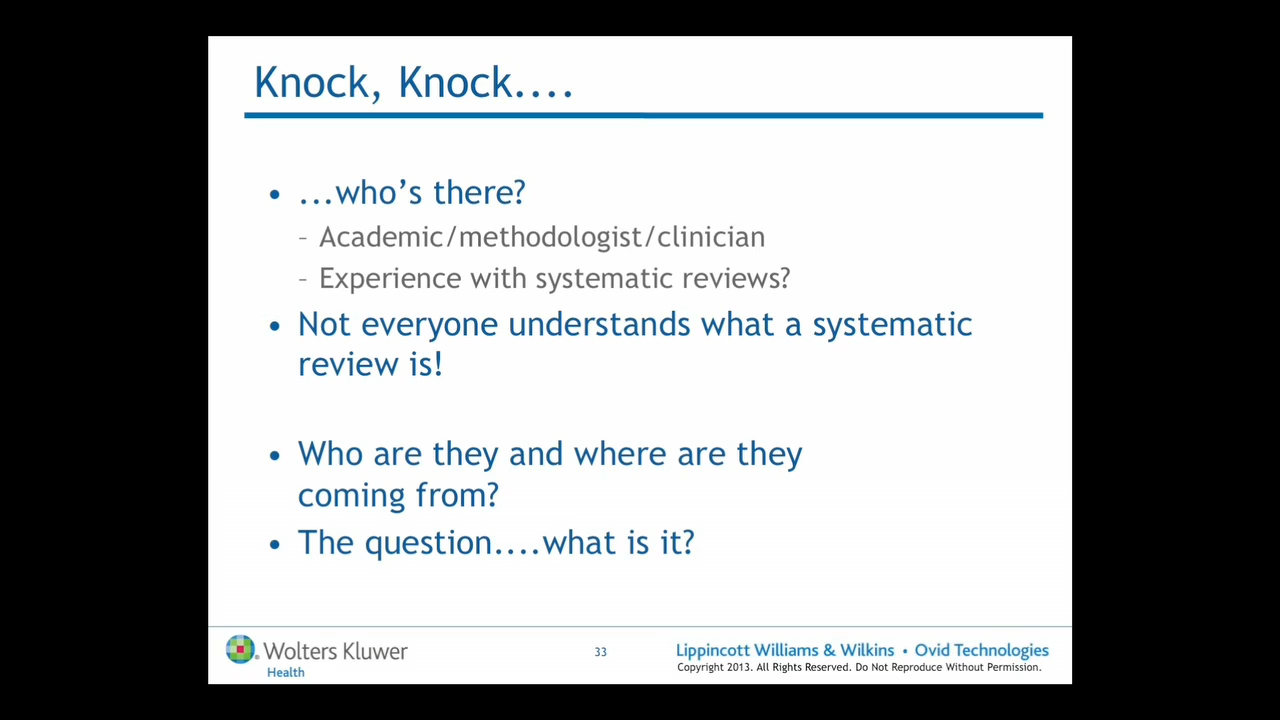 Knock, Knock....
• ...who’s there?
– Academic/methodologist/clinician
– Experience with systematic reviews?
• Not everyone understands what a systematic
review is!
• Who are they and where are they
coming from?
• The question....what is it?
Wolters Kluwer
Health
33
Lippincott Williams & Wilkins • Ovid Technologies
Copyright 2013. All Rights Reserved. Do Not Reproduce Without Permission.